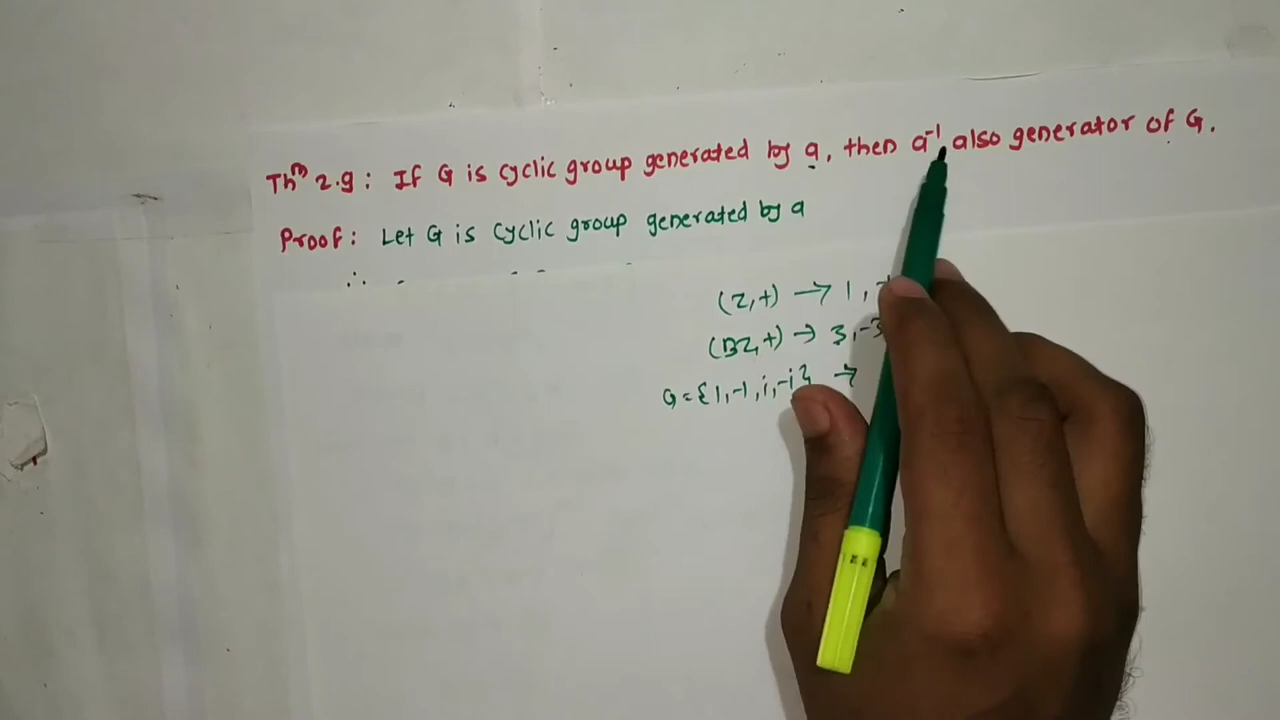 Thm 2.9: If G is cyclic group generated by a, then a⁻¹ also generator of G.
Proof: Let G is cyclic group generated by a
∴
(Z,+) → 1,
(3Z,+) → 3,-3
G={1,-1,i,-i} →